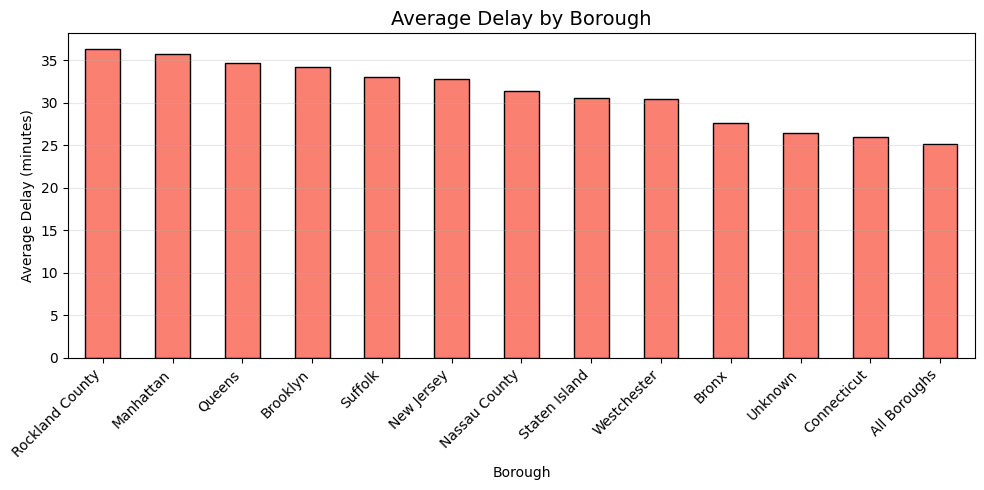 Average Delay by Borough
Average Delay (minutes)
35
30
25
20
15
10
5
0
Rockland County
Manhattan
Queens
Brooklyn
Suffolk
New Jersey
Nassau County
Staten Island
Westchester
Bronx
Unknown
Connecticut
All Boroughs
Borough